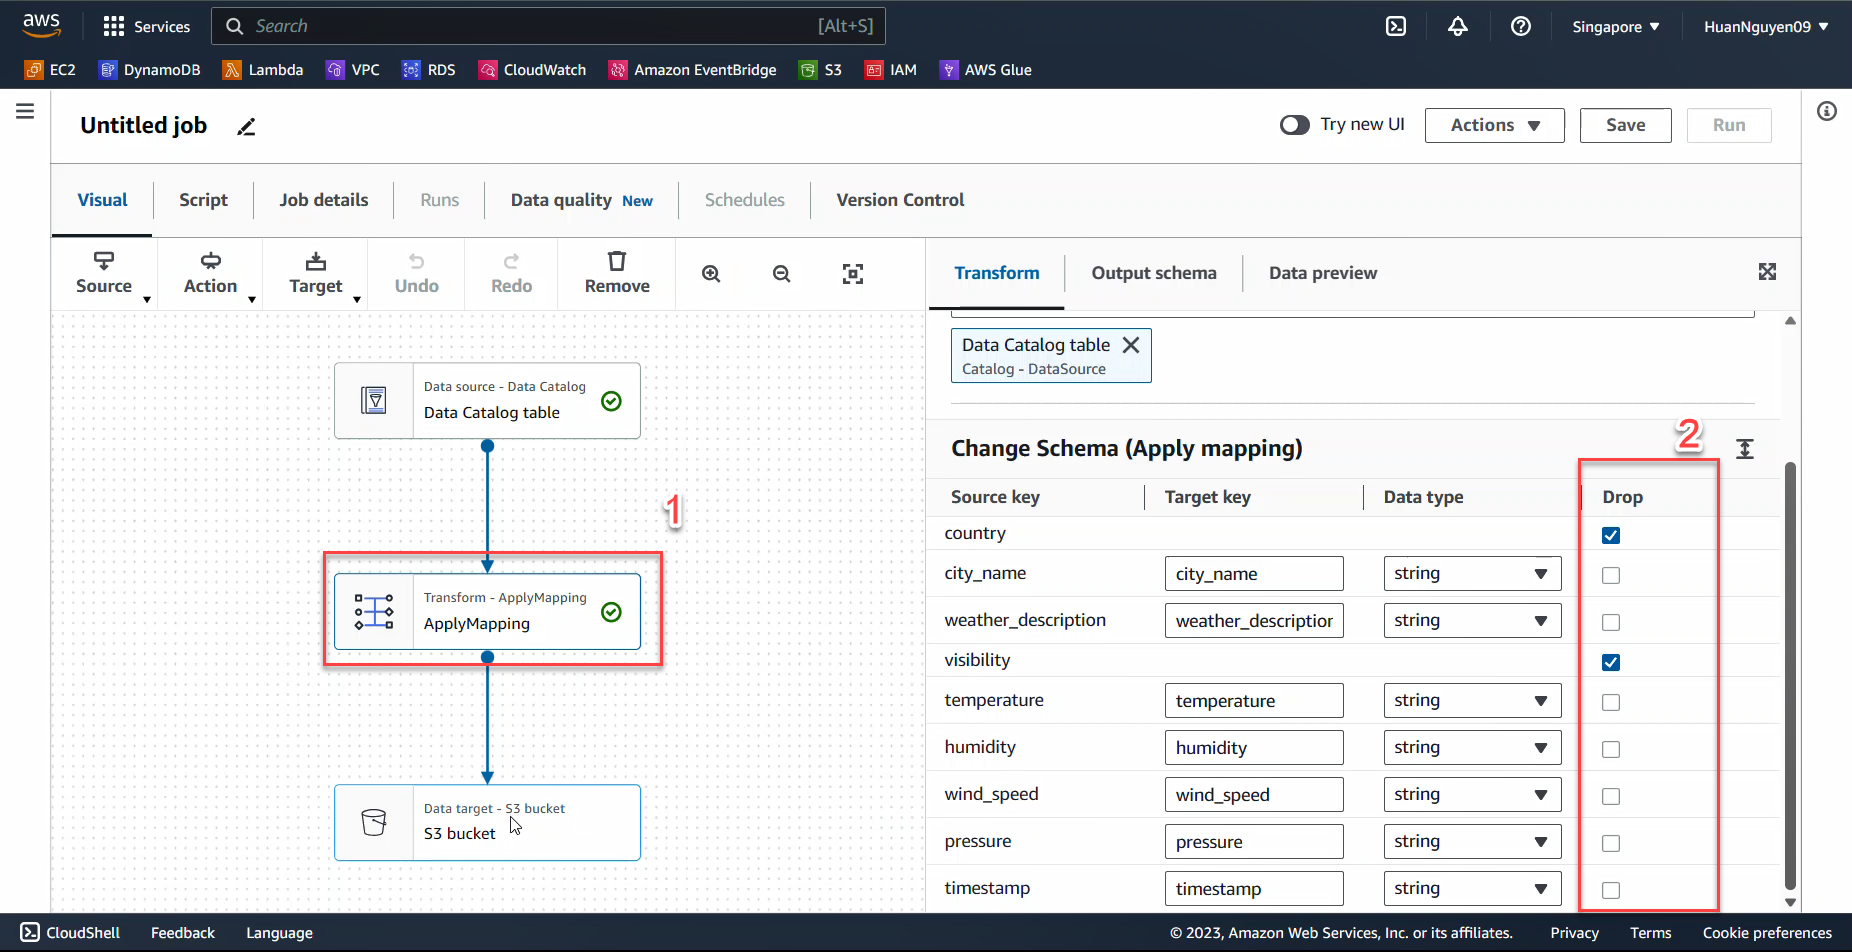 aws Services Search [Alt+S] Singapore HuanNguyen09
EC2 DynamoDB Lambda VPC RDS CloudWatch Amazon EventBridge S3 IAM AWS Glue
Untitled job Try new UI Actions Save Run
Visual Script Job details Runs Data quality New Schedules Version Control
Source Action Target Undo Redo Remove
Transform Output schema Data preview
Data Catalog table
Catalog - DataSource
Data source - Data Catalog
Data Catalog table
1
Transform - ApplyMapping
ApplyMapping
Data target - S3 bucket
S3 bucket
Change Schema (Apply mapping) 2
Source key Target key Data type Drop
country
city_name city_name string
weather_description weather_description string
visibility
temperature temperature string
humidity humidity string
wind_speed wind_speed string
pressure pressure string
timestamp timestamp string
CloudShell Feedback Language © 2023, Amazon Web Services, Inc. or its affiliates. Privacy Terms Cookie preferences